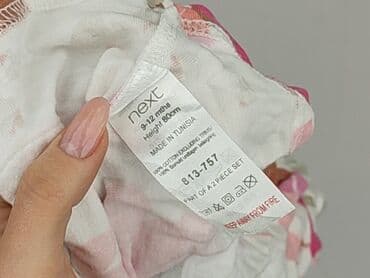 next
9-12 mths
Height 80cm
MADE IN TUNISIA
100% COTTON EXCLUDING TRIMS
813-757
PART OF A 2 PIECE SET
KEEP AWAY FROM FIRE